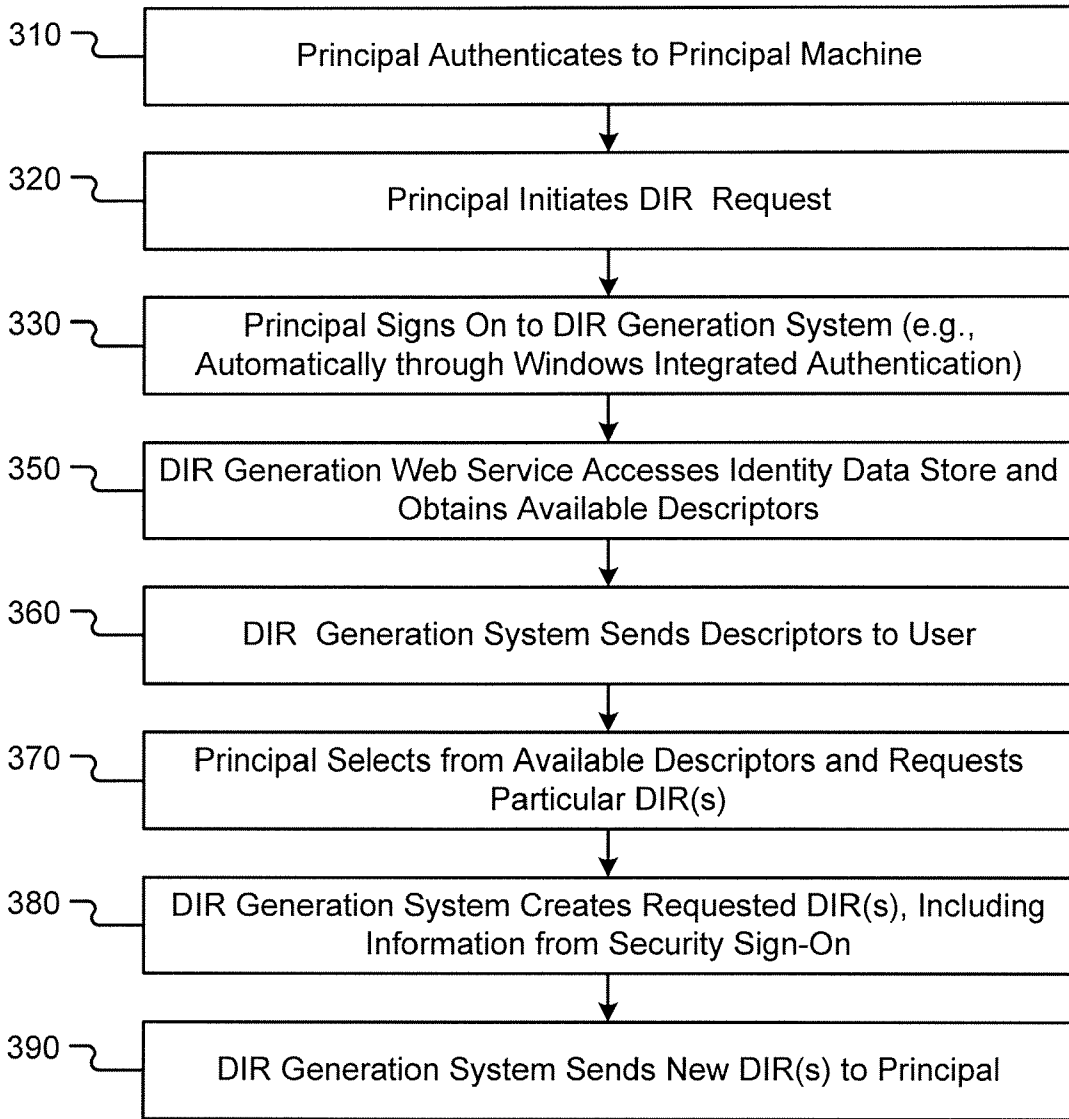 310
Principal Authenticates to Principal Machine
320
Principal Initiates DIR Request
330
Principal Signs On to DIR Generation System (e.g.,
Automatically through Windows Integrated Authentication)
350
DIR Generation Web Service Accesses Identity Data Store and
Obtains Available Descriptors
360
DIR Generation System Sends Descriptors to User
370
Principal Selects from Available Descriptors and Requests
Particular DIR(s)
380
DIR Generation System Creates Requested DIR(s), Including
Information from Security Sign-On
390
DIR Generation System Sends New DIR(s) to Principal